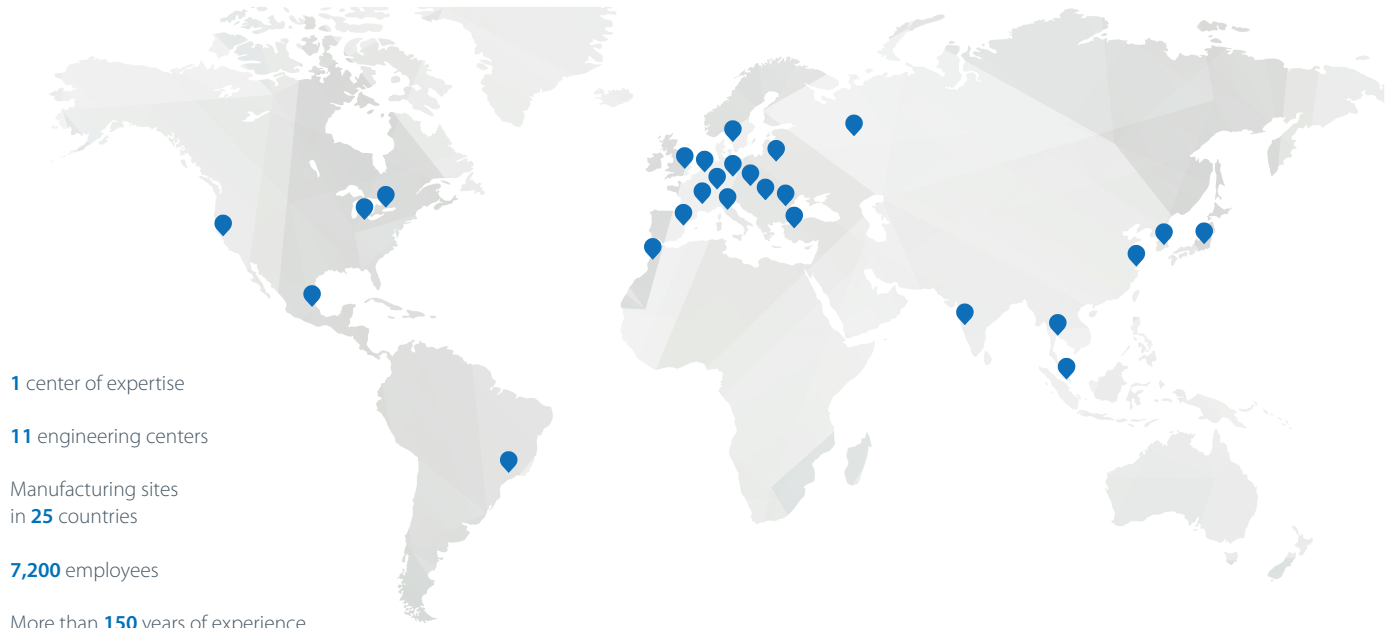 1 center of expertise
11 engineering centers
Manufacturing sites
in 25 countries
7,200 employees
More than 150 years of experience